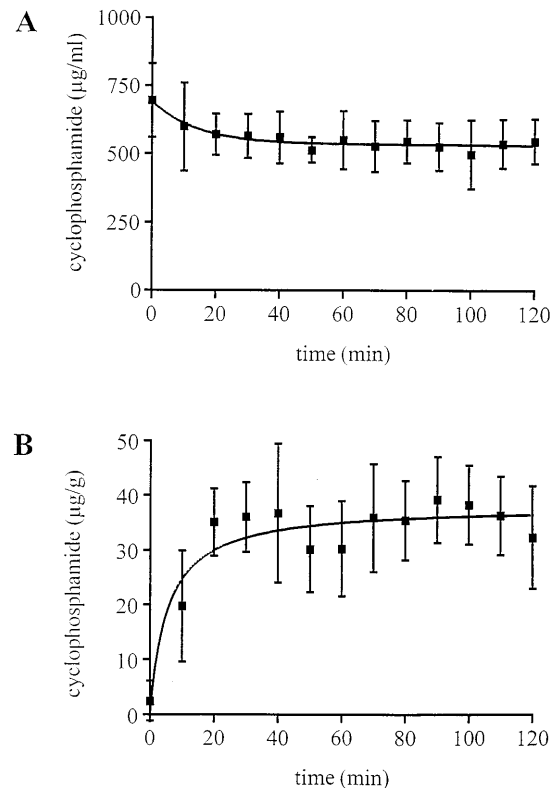 A
cyclophosphamide (µg/ml)
1000
750
500
250
0
0 20 40 60 80 100 120
time (min)
B
cyclophosphamide (µg/g)
50
40
30
20
10
0
0 20 40 60 80 100 120
time (min)